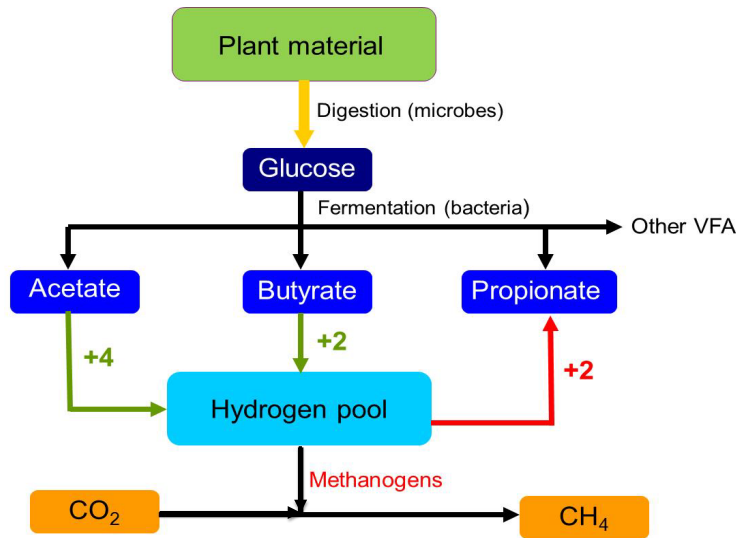 Plant material
Digestion (microbes)
Glucose
Fermentation (bacteria)
Other VFA
Acetate
Butyrate
Propionate
+4
+2
+2
Hydrogen pool
Methanogens
CO₂
CH₄